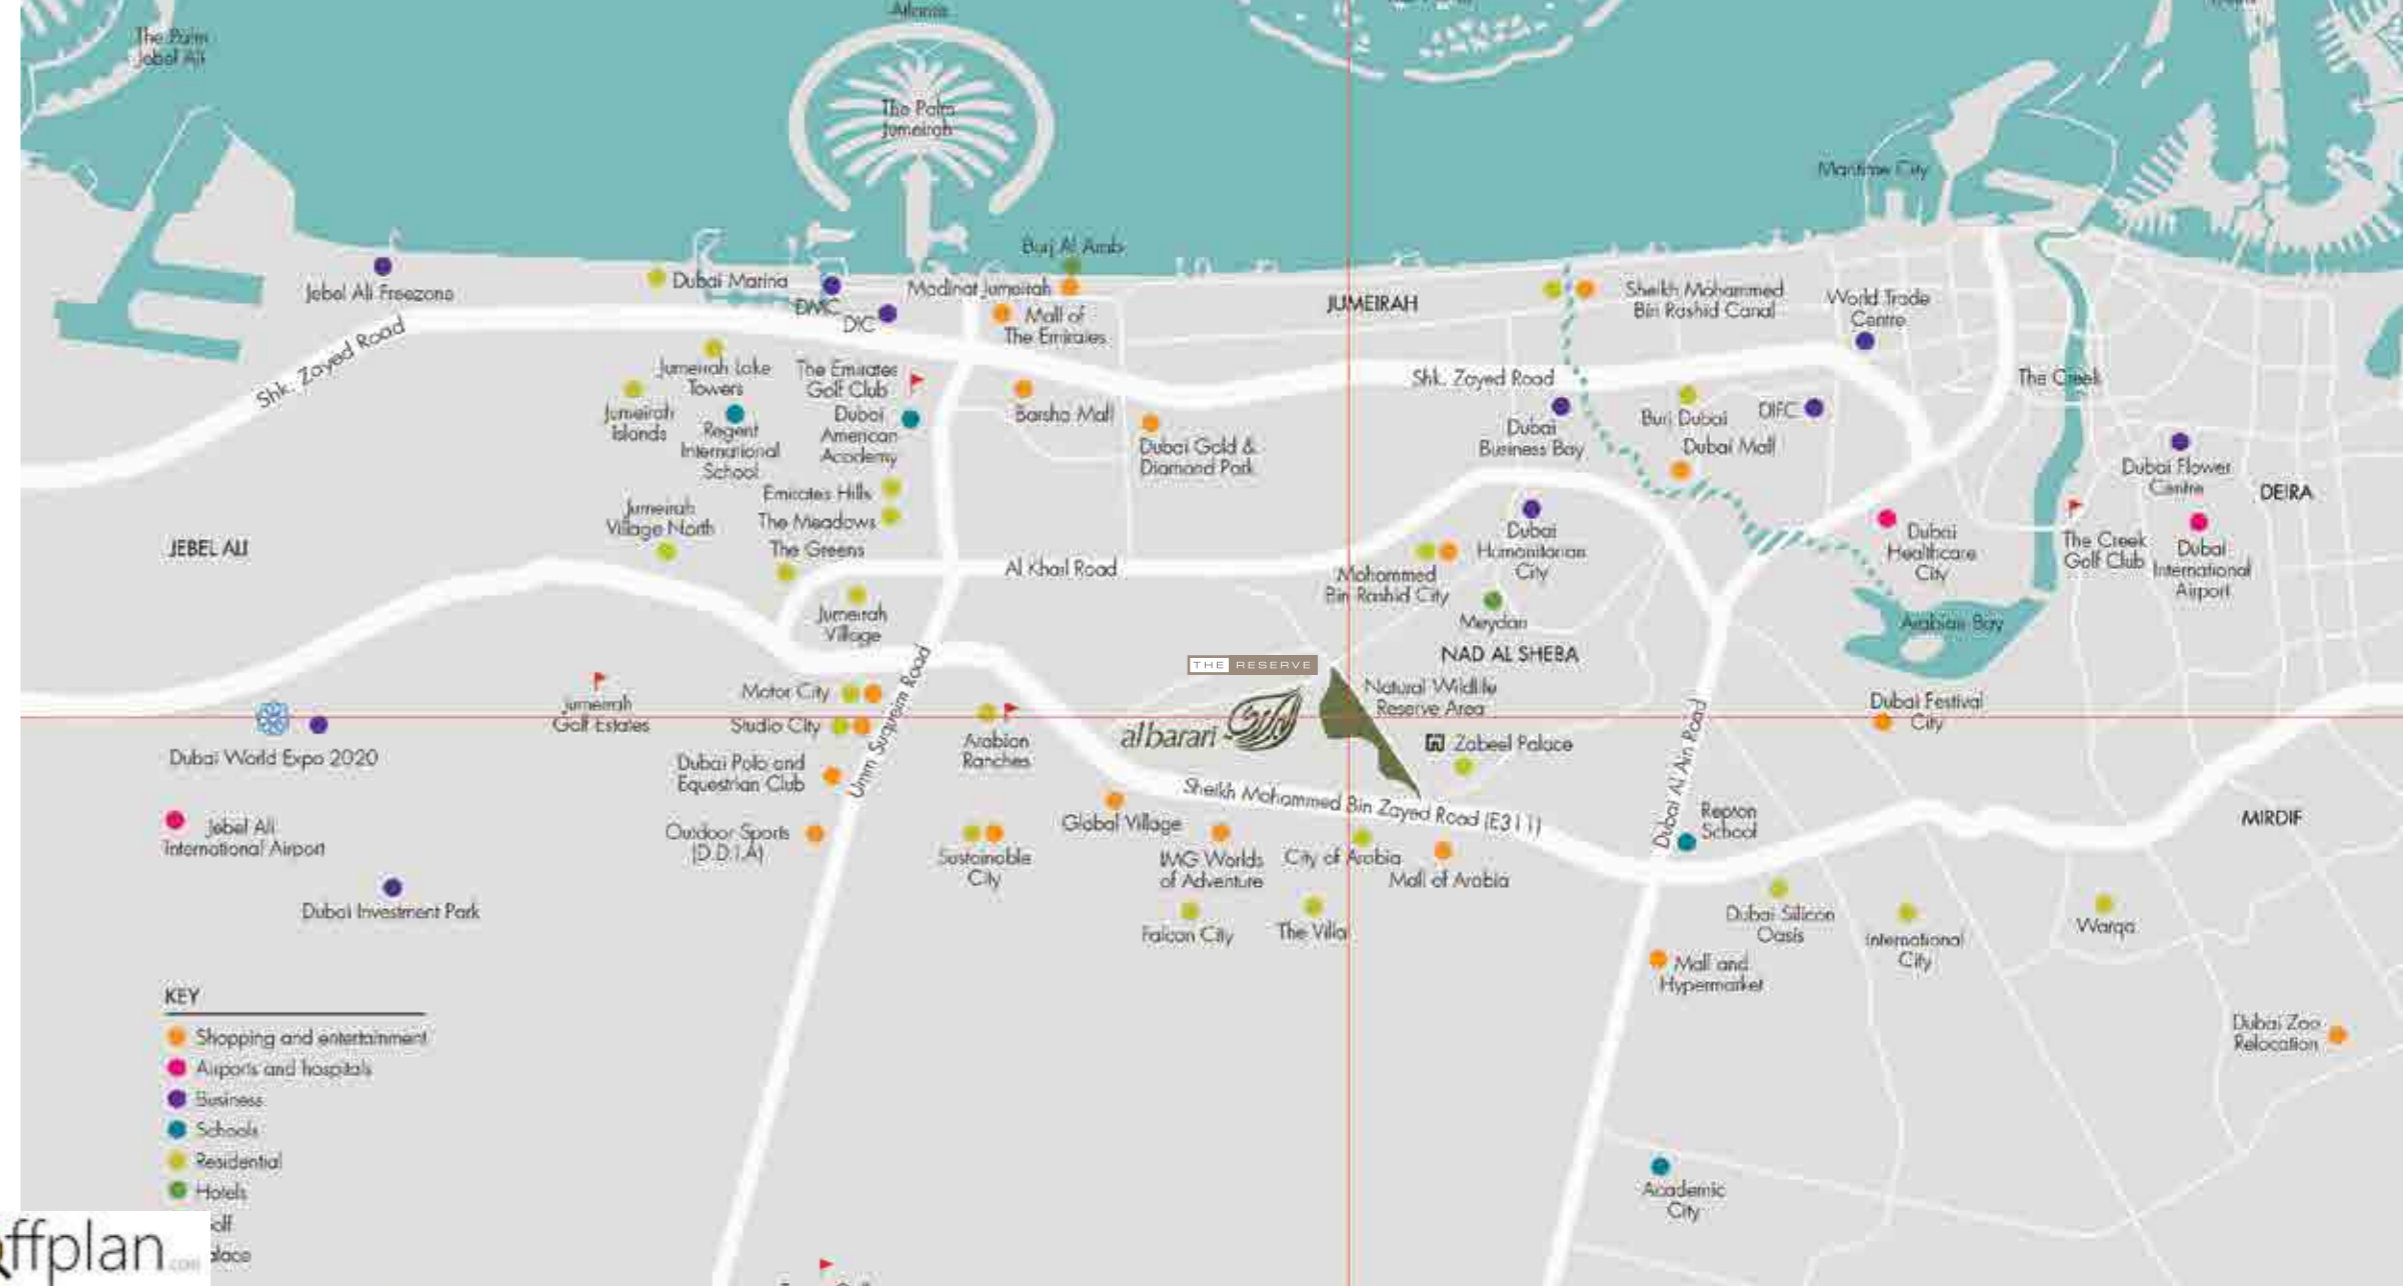 Atlantis
The Palm
Jebel Ali
The Palm
Jumeirah
Maritime City
Burj Al Arab
Jebel Ali Freezone
Dubai Marina
DMC
DIC
Madinat Jumeirah
Mall of
The Emirates
JUMEIRAH
Sheikh Mohammed
Bin Rashid Canal
World Trade
Centre
Shk. Zayed Road
Jumeirah Lake
Towers
The Emirates
Golf Club
Shk. Zayed Road
The Creek
Jumeirah
Islands
Regent
International
School
Dubai
American
Academy
Barsha Mall
Dubai Gold &
Diamond Park
Dubai
Business Bay
Burj Dubai
DIFC
Dubai Mall
Dubai Flower
Centre
DEIRA
Emirates Hills
The Meadows
The Greens
Jumeirah
Village North
JEBEL ALI
Al Khail Road
Dubai
Humanitarian
City
Mohammed
Bin Rashid City
Dubai
Healthcare
City
The Creek
Golf Club
Dubai
International
Airport
Jumeirah
Village
Meydan
Arabian Bay
NAD AL SHEBA
THE RESERVE
Umm Suqueim Road
Natural Wildlife
Reserve Area
Motor City
Studio City
Jumeirah
Golf Estates
Arabian
Ranches
al barari
البراري
Zabeel Palace
Dubai Al Ain Road
Dubai Festival
City
Dubai World Expo 2020
Dubai Polo and
Equestrian Club
Sheikh Mohammed Bin Zayed Road (E311)
Jebel Ali
International Airport
Outdoor Sports
(D.D.I.A)
Global Village
Repton
School
MIRDIF
Sustainable
City
IMG Worlds
of Adventure
City of Arabia
Mall of Arabia
Dubai Investment Park
Falcon City
The Villa
Dubai Silicon
Oasis
International
City
Warqa
Mall and
Hypermarket
Dubai Zoo
Relocation
Academic
City
KEY
Shopping and entertainment
Airports and hospitals
Business
Schools
Residential
Hotels
olf
alace
offplan.com